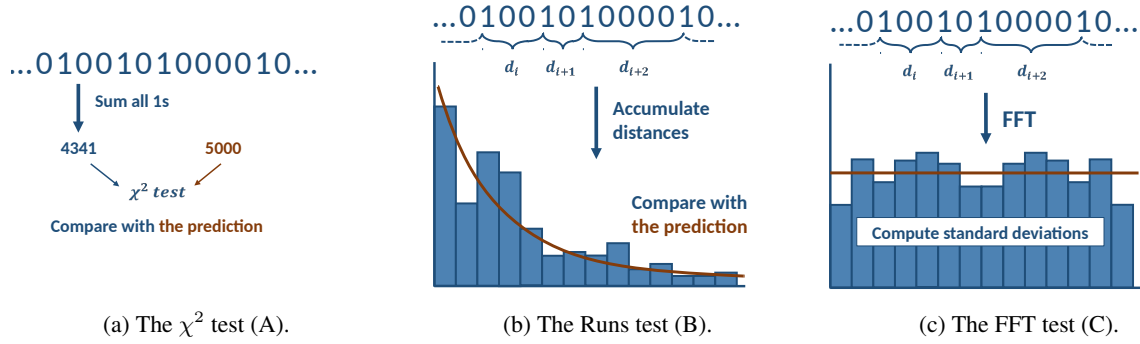 ...0100101000010...
Sum all 1s
4341
5000
χ² test
Compare with the prediction
(a) The χ² test (A).
...0100101000010...
dᵢ
dᵢ₊₁
dᵢ₊₂
Accumulate
distances
Compare with
the prediction
(b) The Runs test (B).
...0100101000010...
dᵢ
dᵢ₊₁
dᵢ₊₂
FFT
Compute standard deviations
(c) The FFT test (C).